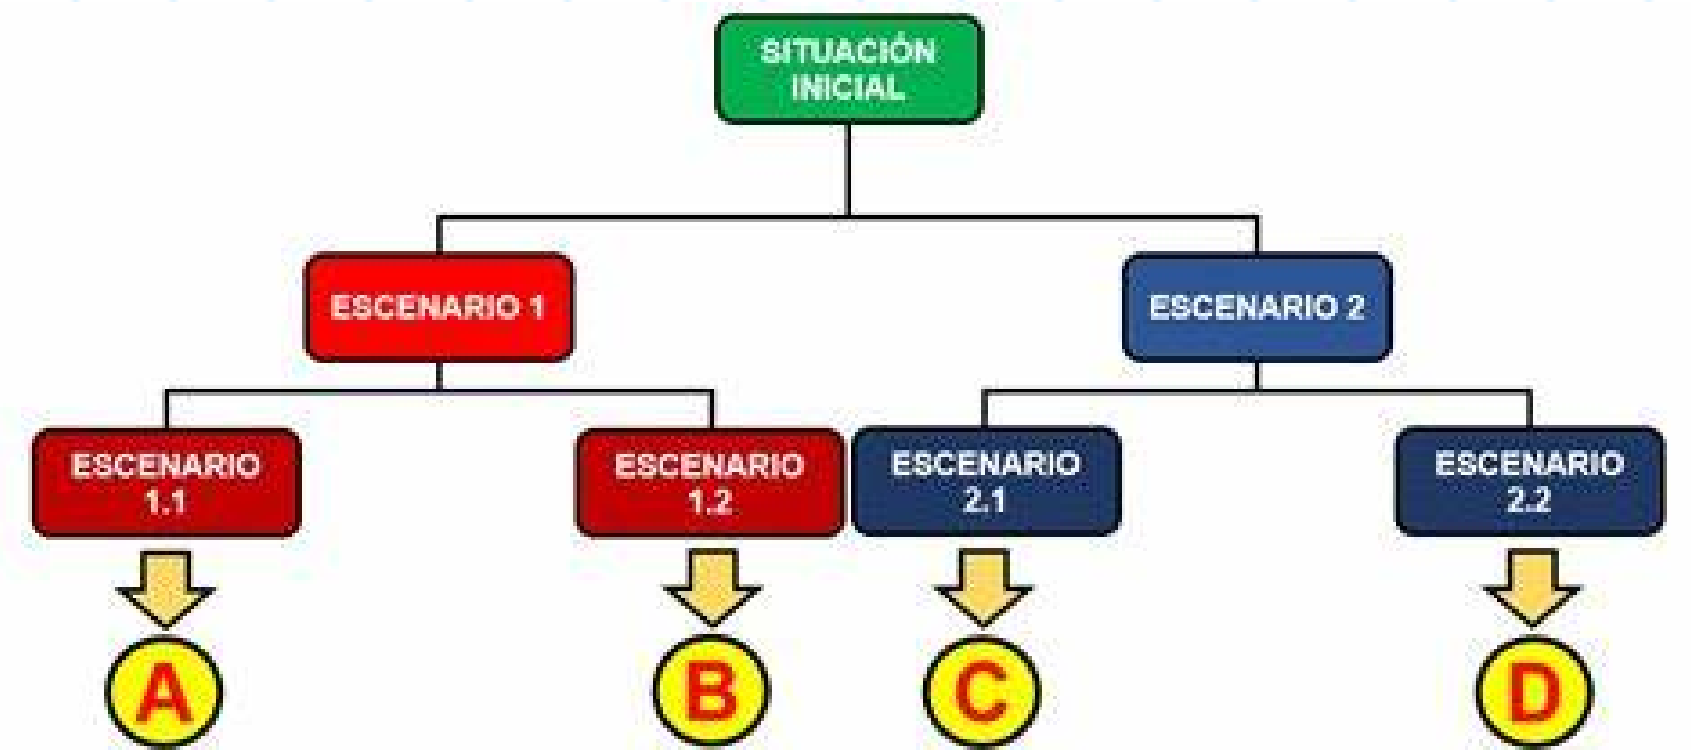 SITUACIÓN
INICIAL
ESCENARIO 1
ESCENARIO 2
ESCENARIO
1.1
ESCENARIO
1.2
ESCENARIO
2.1
ESCENARIO
2.2
A
B
C
D